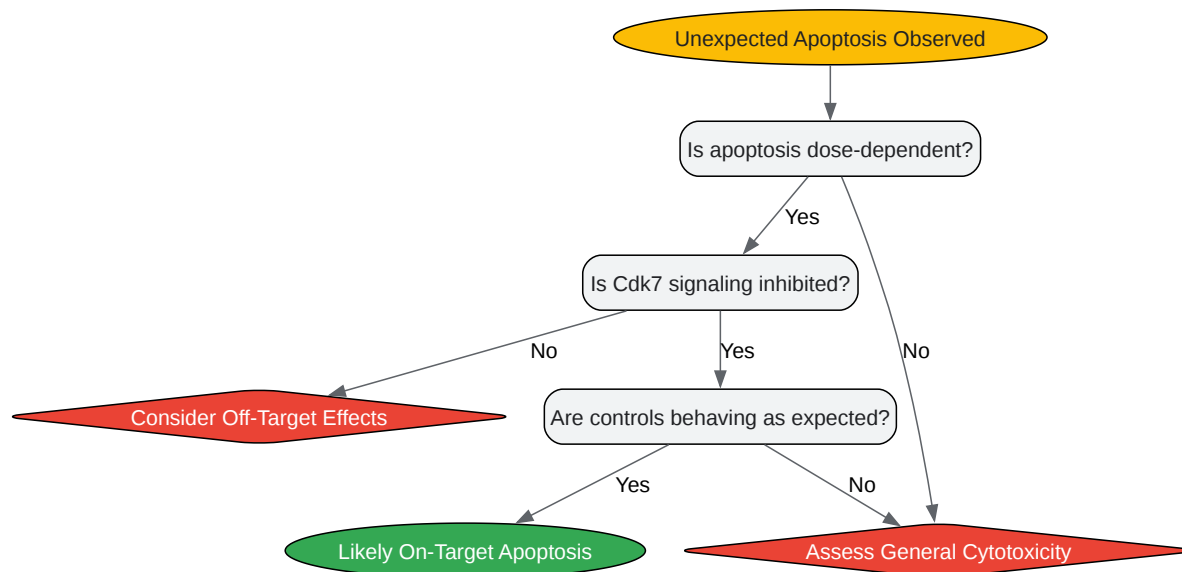 Unexpected Apoptosis Observed
Is apoptosis dose-dependent?
Yes
Is Cdk7 signaling inhibited?
No
Yes
No
Are controls behaving as expected?
Consider Off-Target Effects
Yes
No
Likely On-Target Apoptosis
Assess General Cytotoxicity